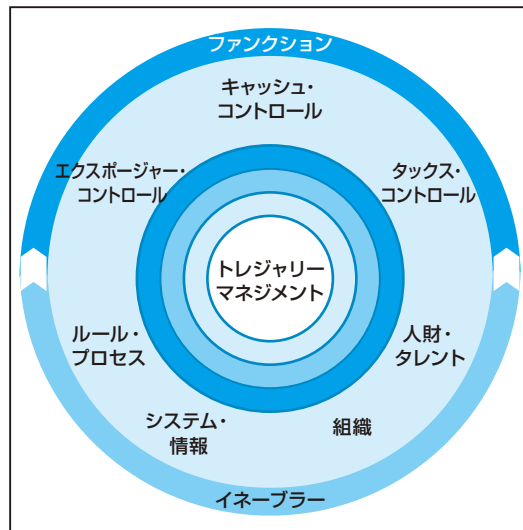 ファンクション
キャッシュ・
コントロール
エクスポージャー・
コントロール
タックス・
コントロール
トレジャリー
マネジメント
ルール・
プロセス
人財・
タレント
システム・
情報
組織
イネーブラー